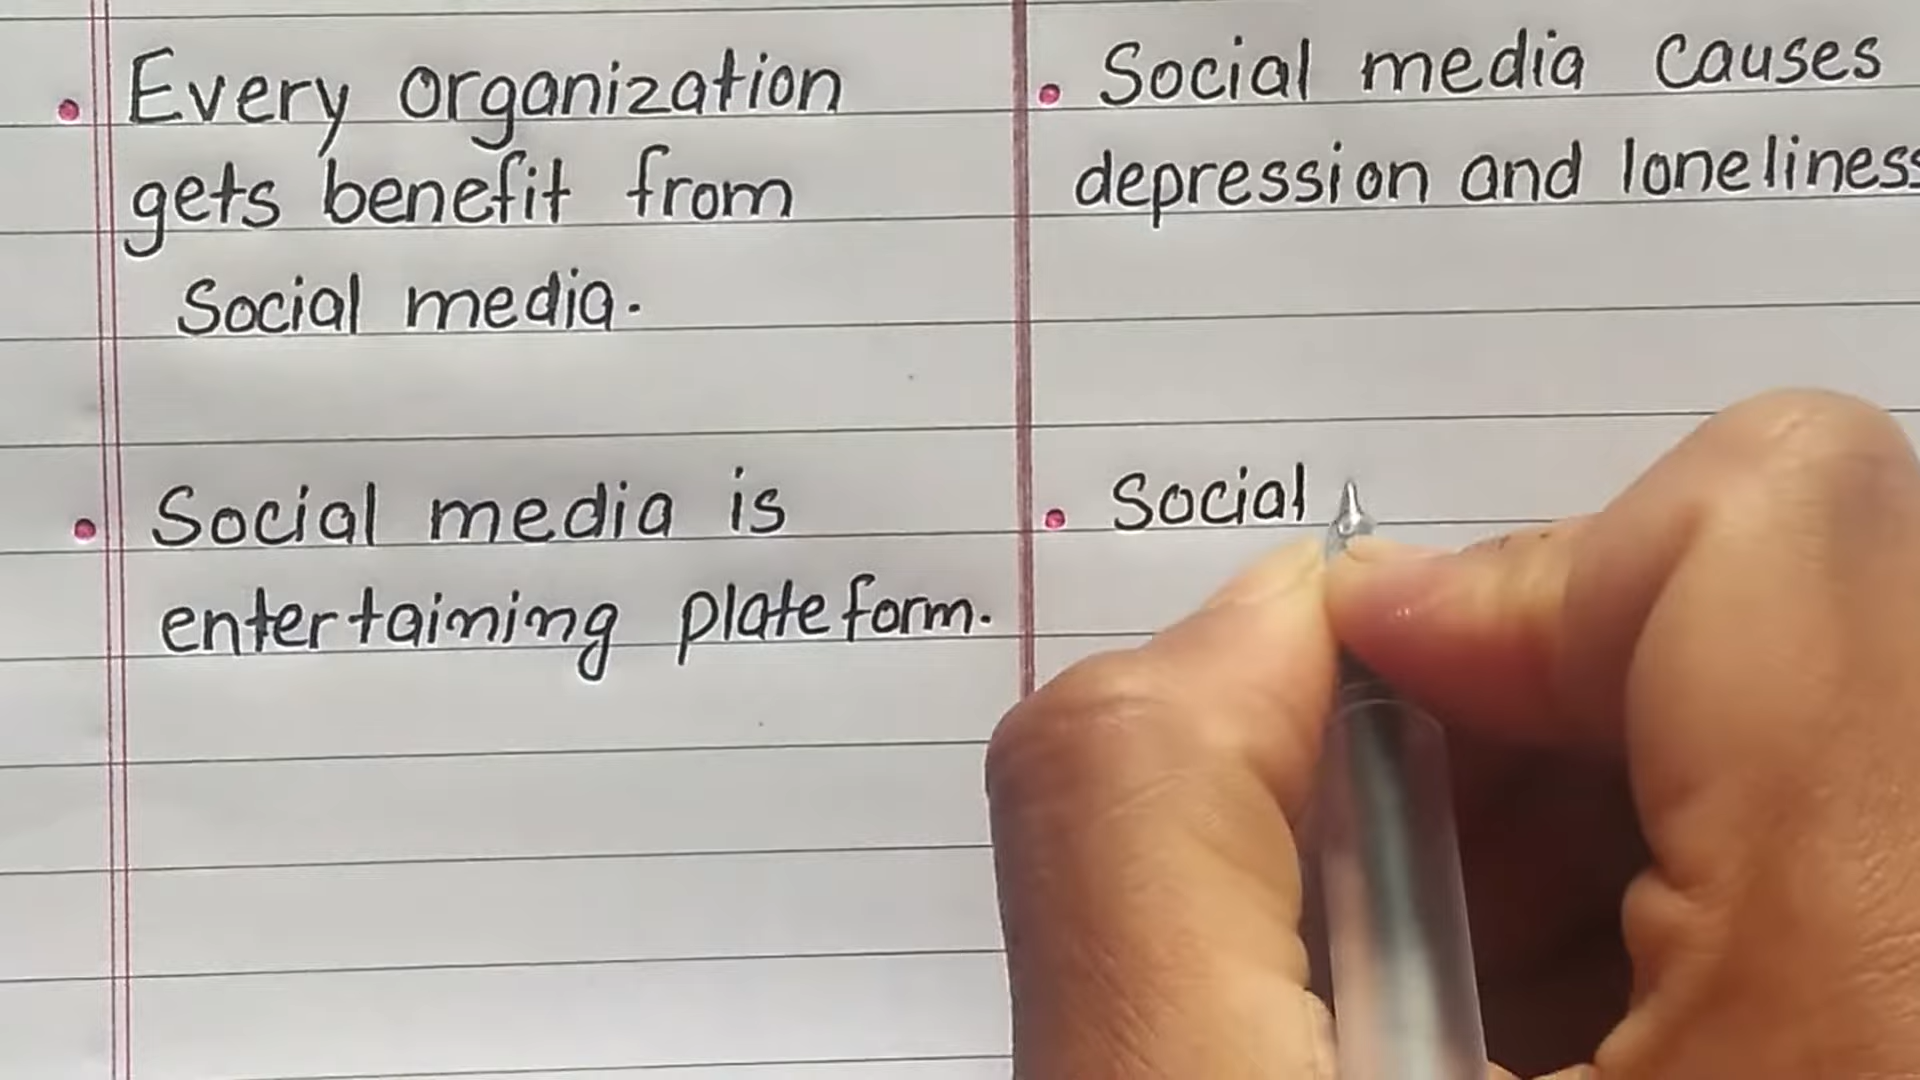 Every organization
gets benefit from
Social media.
Social media is
entertaining plateform.
Social media causes
depression and loneliness
Social